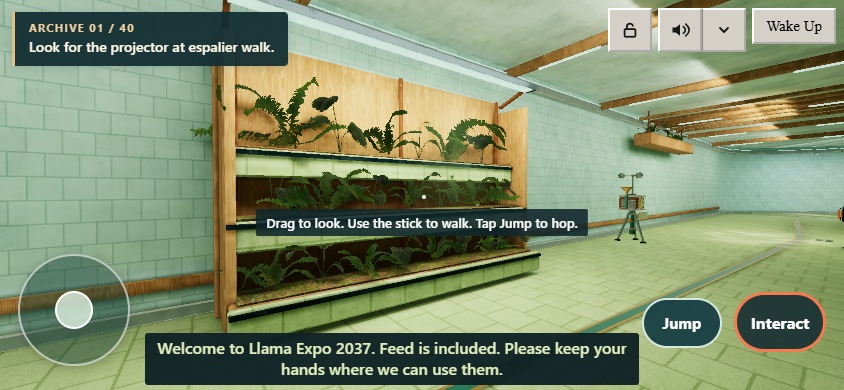 ARCHIVE 01 / 40
Look for the projector at espalier walk.
Wake Up
Drag to look. Use the stick to walk. Tap Jump to hop.
Jump
Interact
Welcome to Llama Expo 2037. Feed is included. Please keep your
hands where we can use them.